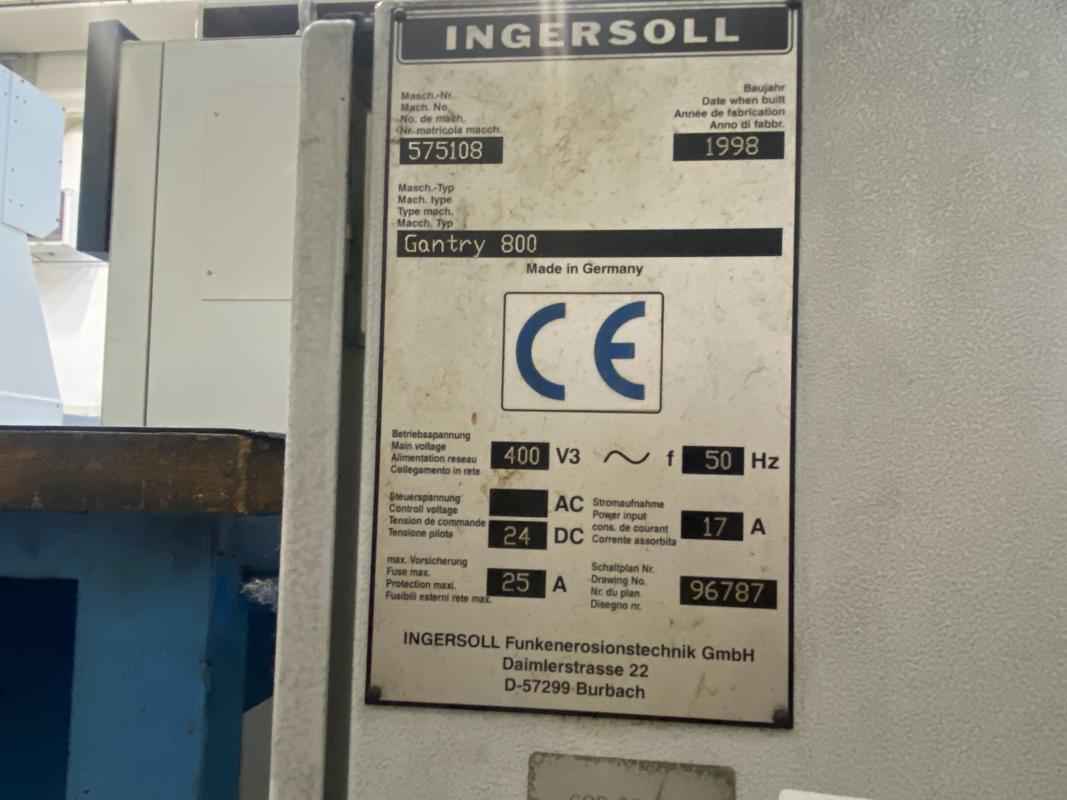 INGERSOLL
Masch.-Nr.
Mach. No.
No. de mach.
Nr. matricola macch.
575108
Baujahr
Date when built
Année de fabrication
Anno di fabbr.
1998
Masch.-Typ
Mach. type
Type mach.
Macch. Typ
Gantry 800
Made in Germany
CE
Betriebsspannung
Main voltage
Alimentation reseau
Collegamento in rete
400 V3 ~ f 50 Hz
Steuerspannung
Controll voltage
Tension de commande
Tensione pilota
AC
24 DC
Stromaufnahme
Power input
cons. de courant
Corrente assorbita
17 A
max. Vorsicherung
Fuse max.
Protection maxi.
Fusibili esterni rete max.
25 A
Schaltplan Nr.
Drawing No.
Nr. du plan
Disegno nr.
96787
INGERSOLL Funkenerosionstechnik GmbH
Daimlerstrasse 22
D-57299 Burbach